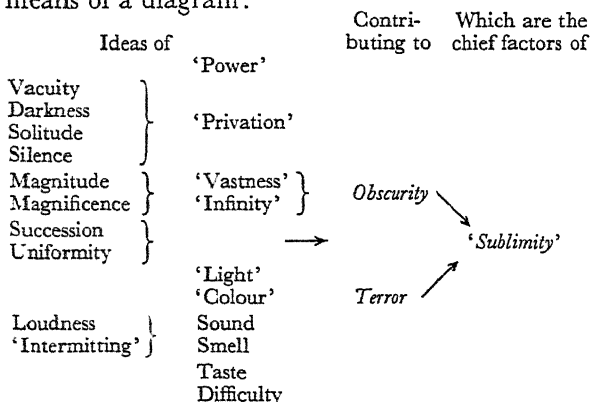 means of a diagram:
Contri- Which are the
Ideas of buting to chief factors of
'Power'
Vacuity
Darkness
'Privation'
Solitude
Silence
Magnitude 'Vastness'
Obscurity
Magnificence 'Infinity'
Succession
Uniformity 'Sublimity'
'Light'
'Colour' Terror
Loudness Sound
'Intermitting' Smell
Taste
Difficulty